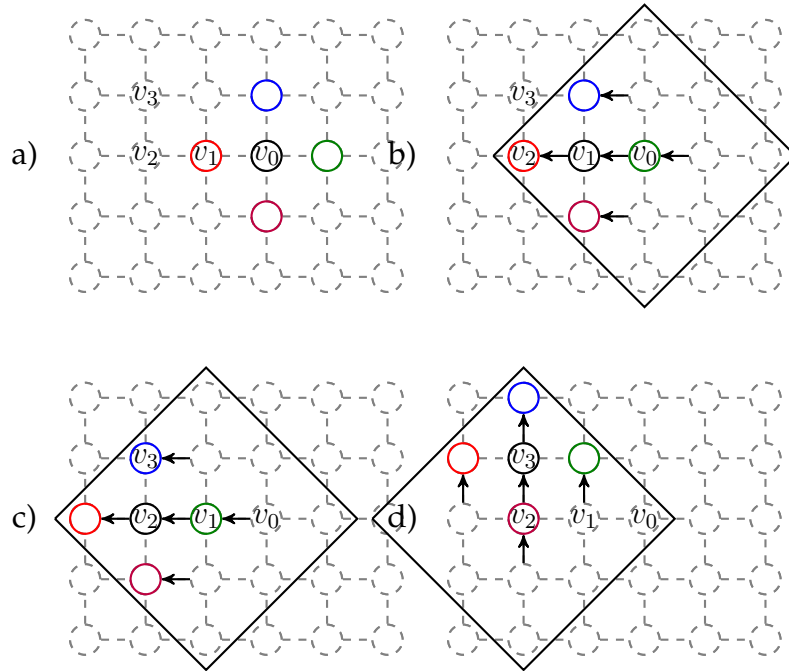 v₃
a) v₂ v₁ v₀
v₃
b) v₂ v₁ v₀
v₃
c) v₂ v₁ v₀
v₃
d) v₂ v₁ v₀